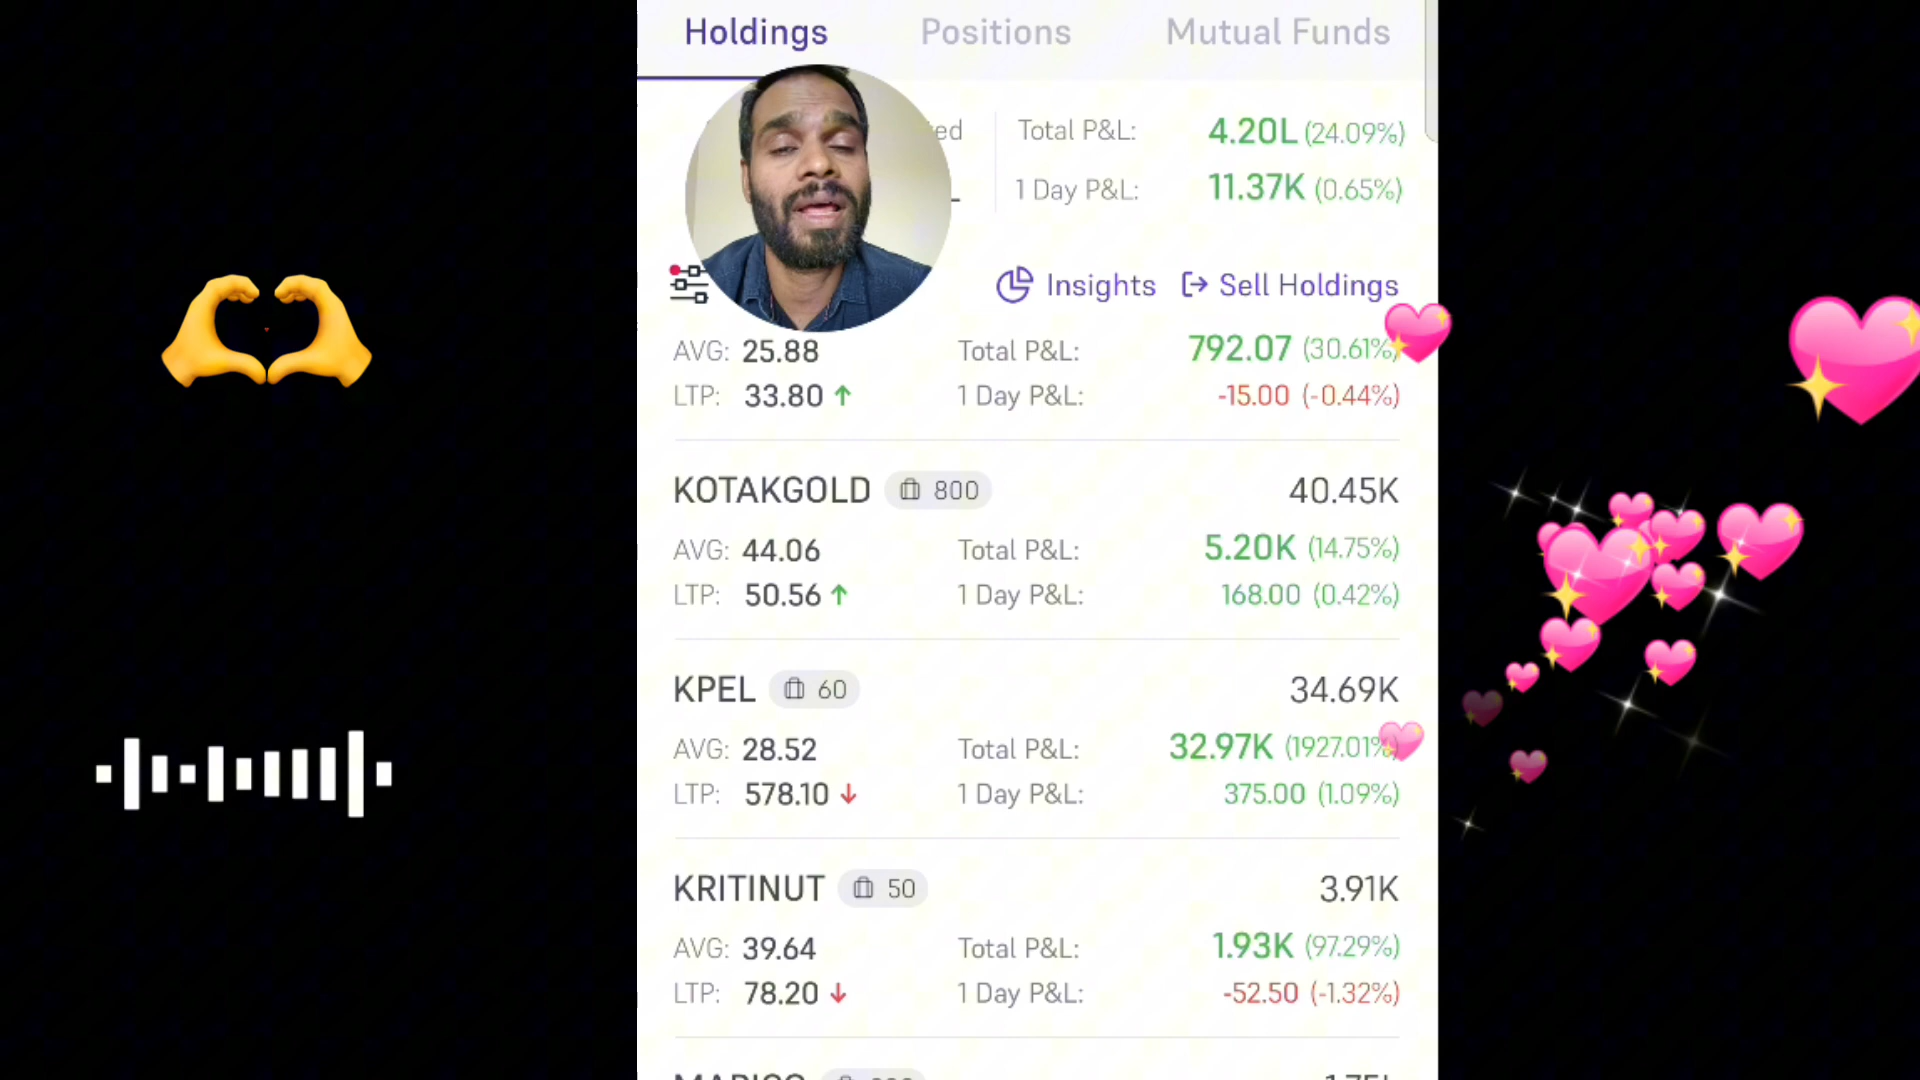 Holdings Positions Mutual Funds
Total P&L: 4.20L (24.09%)
1 Day P&L: 11.37K (0.65%)
Insights Sell Holdings
AVG: 25.88 Total P&L: 792.07 (30.61%)
LTP: 33.80 ↑ 1 Day P&L: -15.00 (-0.44%)
KOTAKGOLD 800 40.45K
AVG: 44.06 Total P&L: 5.20K (14.75%)
LTP: 50.56 ↑ 1 Day P&L: 168.00 (0.42%)
KPEL 60 34.69K
AVG: 28.52 Total P&L: 32.97K (1927.01%)
LTP: 578.10 ↓ 1 Day P&L: 375.00 (1.09%)
KRITINUT 50 3.91K
AVG: 39.64 Total P&L: 1.93K (97.29%)
LTP: 78.20 ↓ 1 Day P&L: -52.50 (-1.32%)